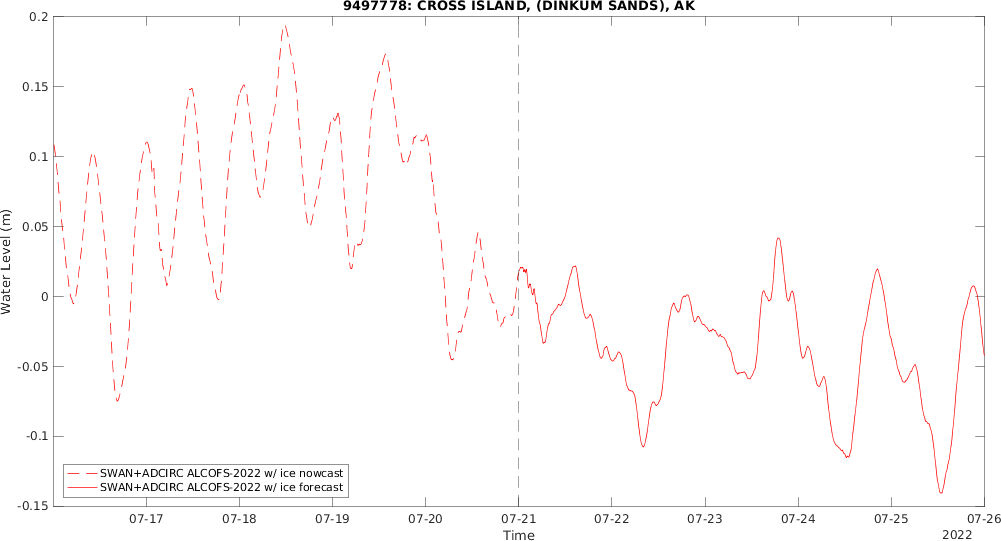 9497778: CROSS ISLAND, (DINKUM SANDS), AK
0.2
0.15
0.1
0.05
0
-0.05
-0.1
-0.15
Water Level (m)
SWAN+ADCIRC ALCOFS-2022 w/ ice nowcast
SWAN+ADCIRC ALCOFS-2022 w/ ice forecast
07-17 07-18 07-19 07-20 07-21 07-22 07-23 07-24 07-25 07-26
Time
2022